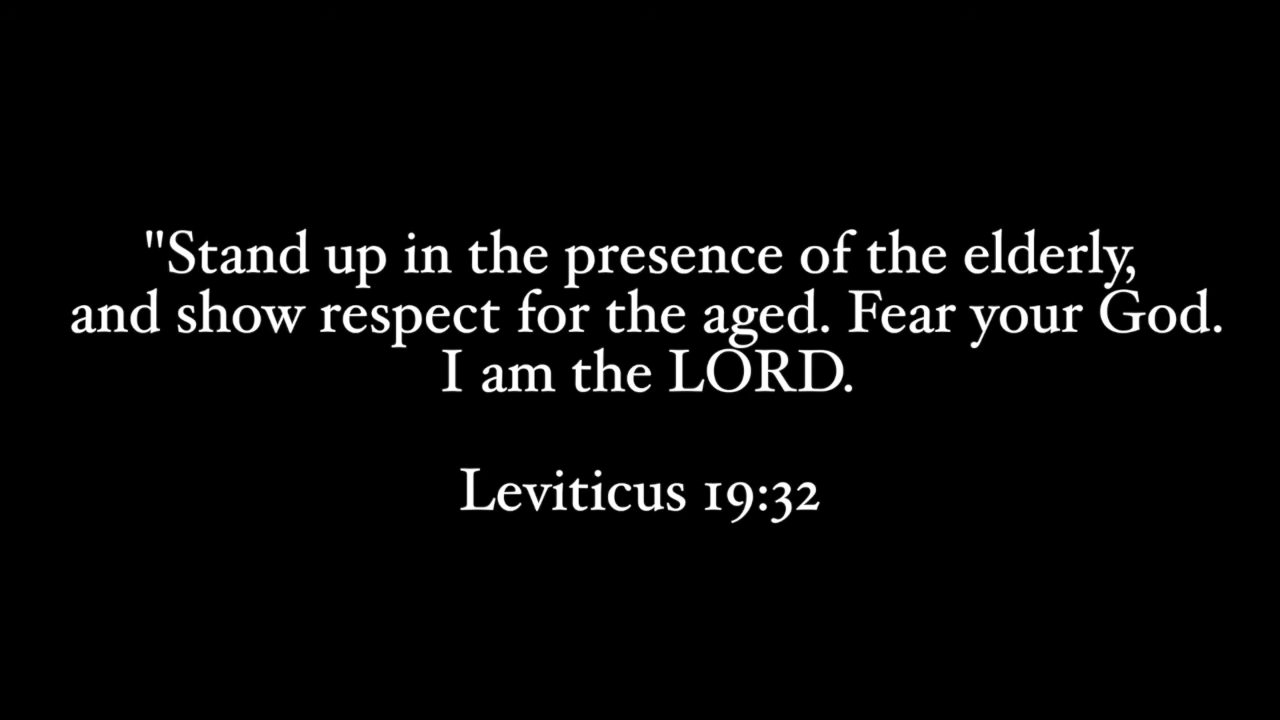 "Stand up in the presence of the elderly,
and show respect for the aged. Fear your God.
I am the LORD.
Leviticus 19:32